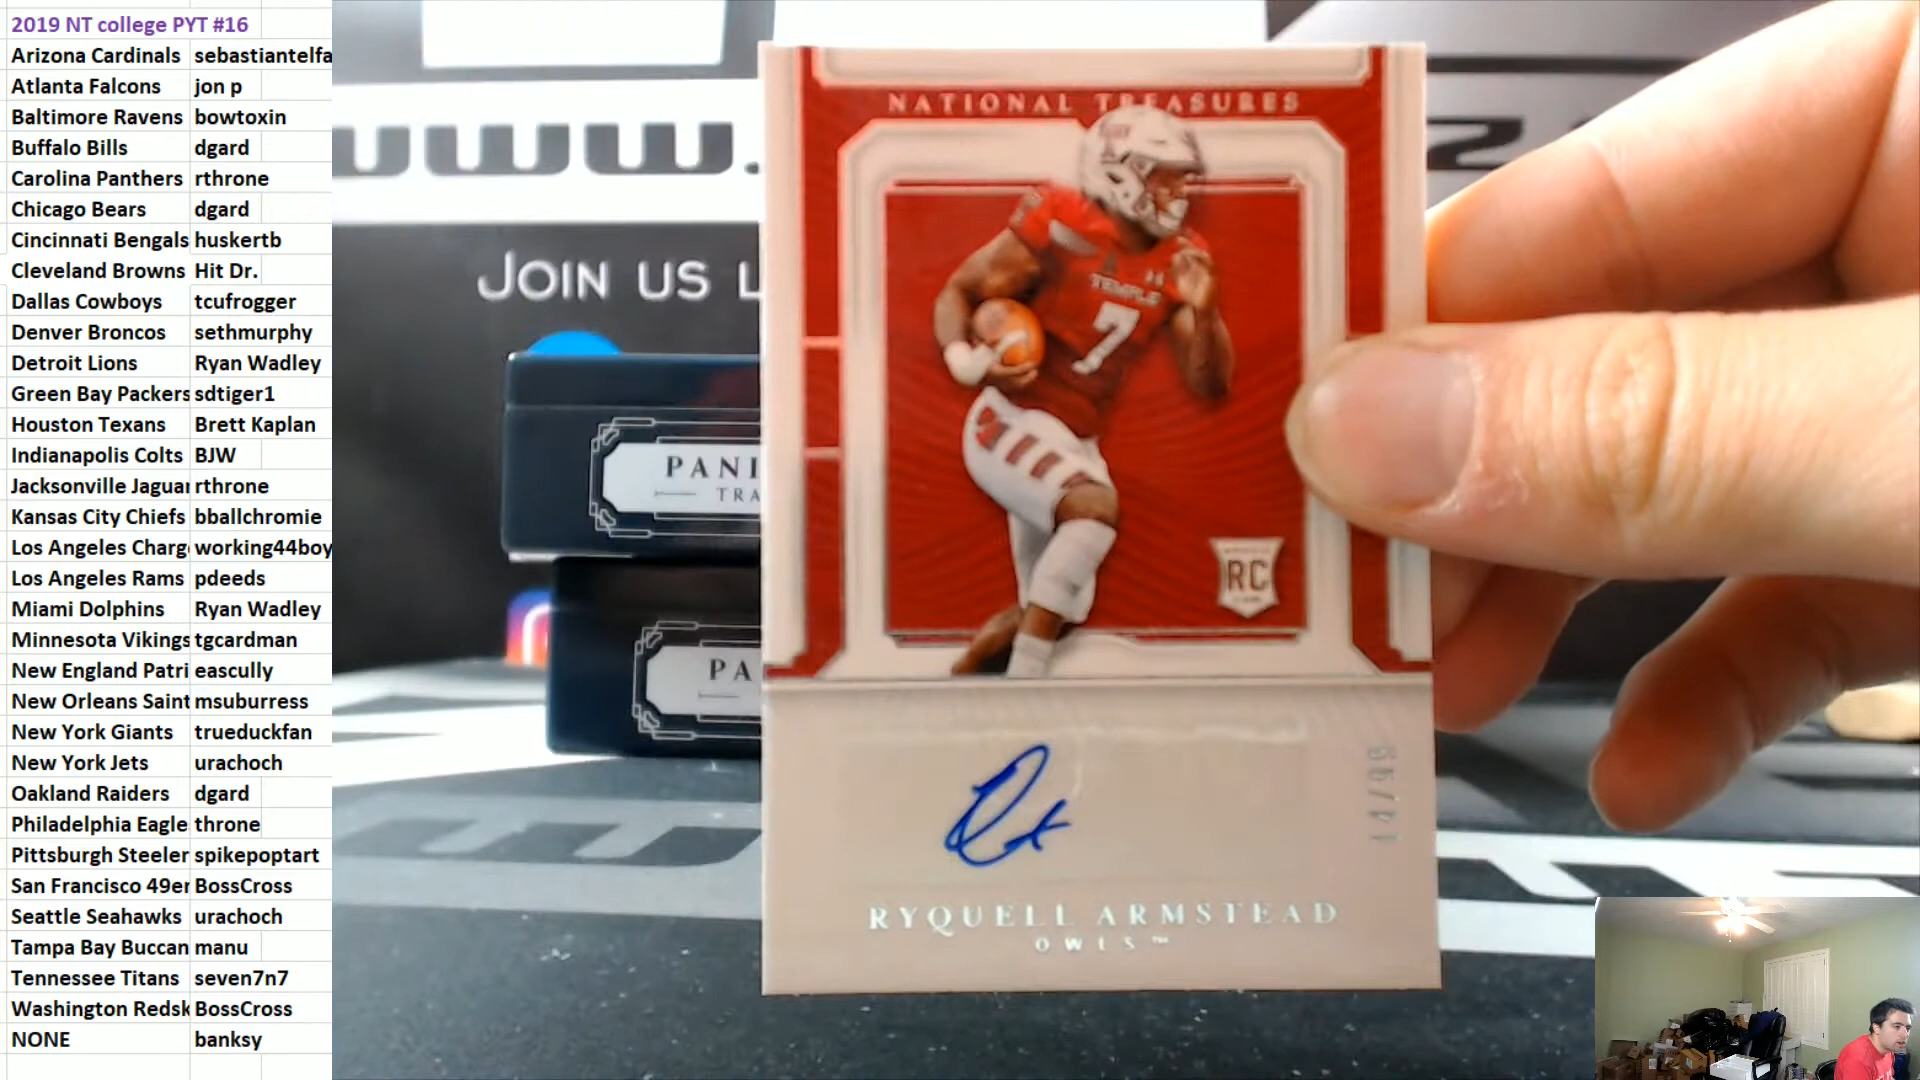 2019 NT college PYT #16
Arizona Cardinals sebastiantelfa
Atlanta Falcons jon p
Baltimore Ravens bowtoxin
Buffalo Bills dgard
Carolina Panthers rthrone
Chicago Bears dgard
Cincinnati Bengals huskertb
Cleveland Browns Hit Dr.
Dallas Cowboys tcufrogger
Denver Broncos sethmurphy
Detroit Lions Ryan Wadley
Green Bay Packers sdtiger1
Houston Texans Brett Kaplan
Indianapolis Colts BJW
Jacksonville Jaguar rthrone
Kansas City Chiefs bballchromie
Los Angeles Charg working44boy
Los Angeles Rams pdeeds
Miami Dolphins Ryan Wadley
Minnesota Vikings tgcardman
New England Patri eascully
New Orleans Saint msuburress
New York Giants trueduckfan
New York Jets urachoch
Oakland Raiders dgard
Philadelphia Eagle throne
Pittsburgh Steeler spikepoptart
San Francisco 49er BossCross
Seattle Seahawks urachoch
Tampa Bay Buccan manu
Tennessee Titans seven7n7
Washington Redsk BossCross
NONE banksy
www.
JOIN US L
PANI
TRA
PA
NATIONAL TREASURES
TEMPLE
7
RC
14/99
RYQUELL ARMSTEAD
OWLS™